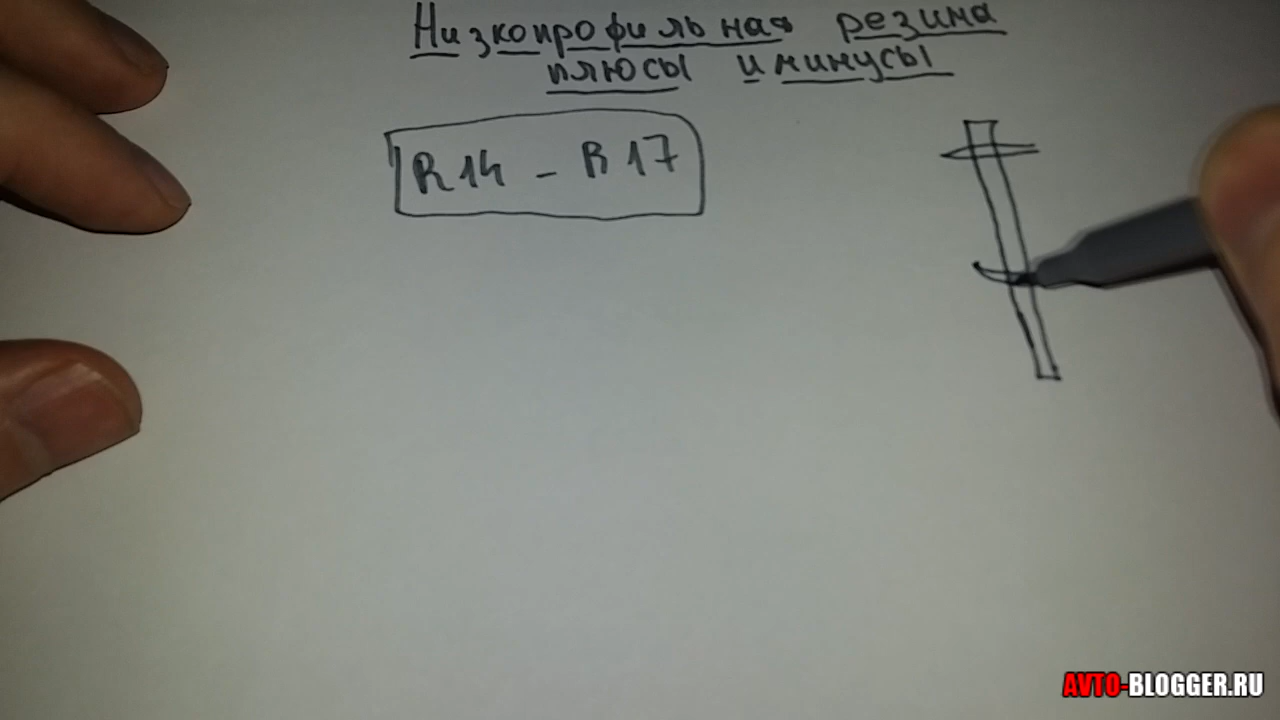 Низкопрофильная резина
плюсы и минусы
R14 - R17
AVTO-BLOGGER.RU